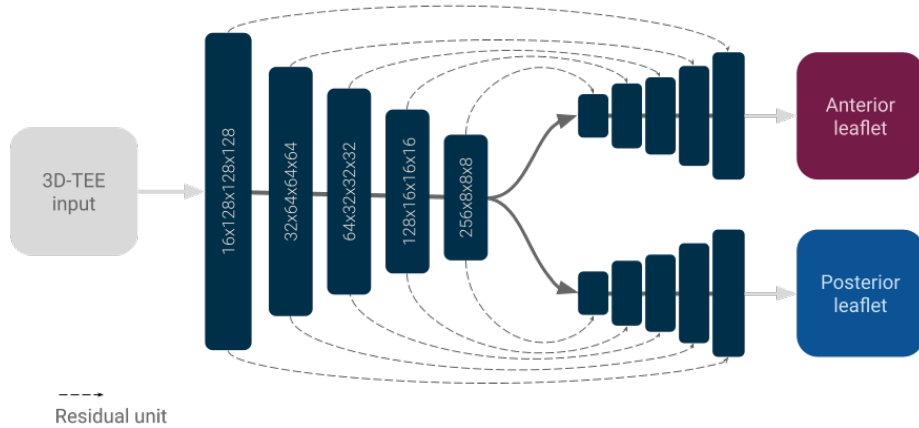 3D-TEE
input
16x128x128x128
32x64x64x64
64x32x32x32
128x16x16x16
256x8x8x8
Anterior
leaflet
Posterior
leaflet
Residual unit